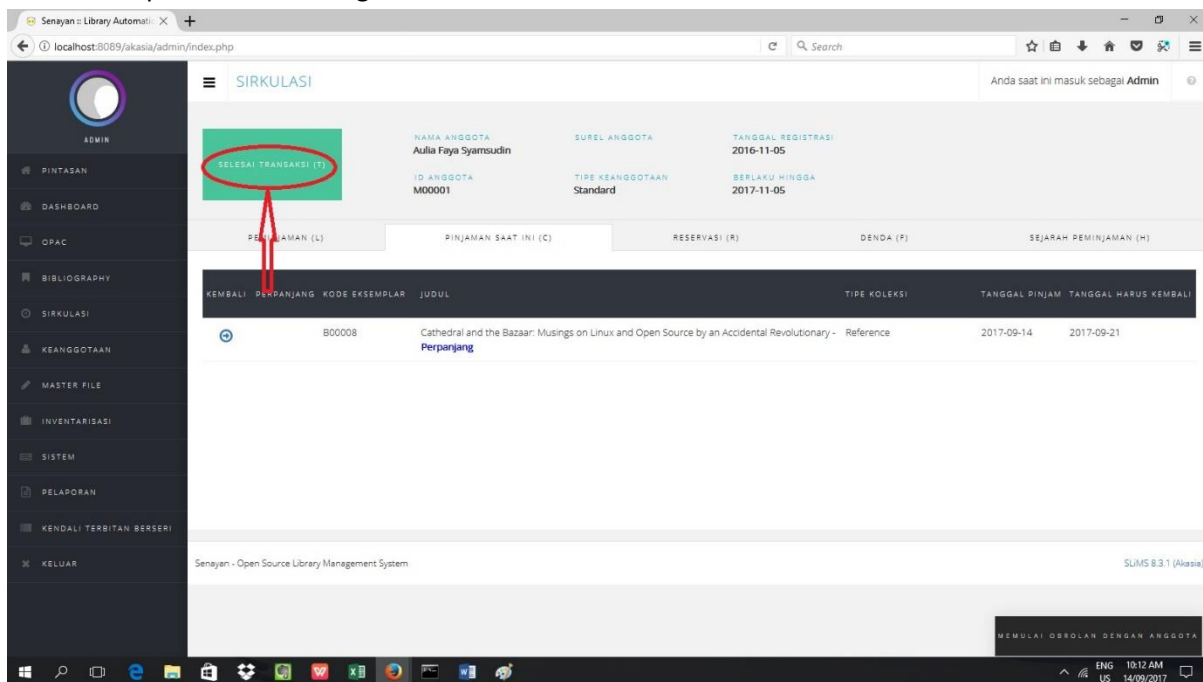 Senayan :: Library Automatic
localhost:8089/akasia/admin/index.php
Search
ADMIN
PINTASAN
DASHBOARD
OPAC
BIBLIOGRAPHY
SIRKULASI
KEANGGOTAAN
MASTER FILE
INVENTARISASI
SISTEM
PELAPORAN
KENDALI TERBITAN BERSERI
KELUAR
SIRKULASI
Anda saat ini masuk sebagai Admin
SELESAI TRANSAKSI (T)
NAMA ANGGOTA SUREL ANGGOTA TANGGAL REGISTRASI
Aulia Faya Syamsudin 2016-11-05
ID ANGGOTA TIPE KEANGGOTAAN BERLAKU HINGGA
M00001 Standard 2017-11-05
(L) PINJAMAN SAAT INI (C) RESERVASI (R) DENDA (F) SEJARAH PEMINJAMAN (H)
KEMBALI PERPANJANG KODE EKSEMPLAR JUDUL TIPE KOLEKSI TANGGAL PINJAM TANGGAL HARUS KEMBALI
B00008 Cathedral and the Bazaar: Musings on Linux and Open Source by an Accidental Revolutionary - Reference 2017-09-14 2017-09-21
Perpanjang
Senayan - Open Source Library Management System SLiMS 8.3.1 (Akasia)
MEMULAI OBROLAN DENGAN ANGGOTA
ENG 10:12 AM
US 14/09/2017